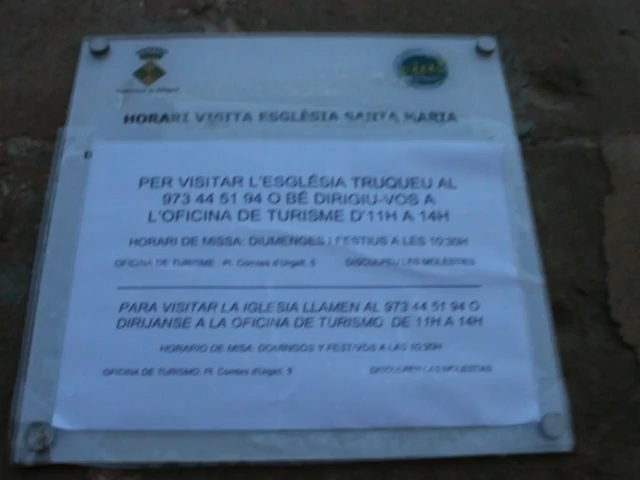 HORARI VISITA ESGLÉSIA SANTA MARIA
PER VISITAR L'ESGLÉSIA TRUQUEU AL
973 44 51 94 O BÉ DIRIGIU-VOS A
L'OFICINA DE TURISME D'11H A 14H
HORARI DE MISSA: DIUMENGES I FESTIUS A LES 10:30H
OFICINA DE TURISME: Pl. Comtes d'Urgell, 5 DISCULPEU LES MOLÈSTIES
PARA VISITAR LA IGLESIA LLAMEN AL 973 44 51 94 O
DIRIJANSE A LA OFICINA DE TURISMO DE 11H A 14H
HORARIO DE MISA: DOMINGOS Y FESTIVOS A LAS 10:30H
OFICINA DE TURISMO: Pl. Comtes d'Urgell, 5 DISCULPEN LAS MOLESTIAS